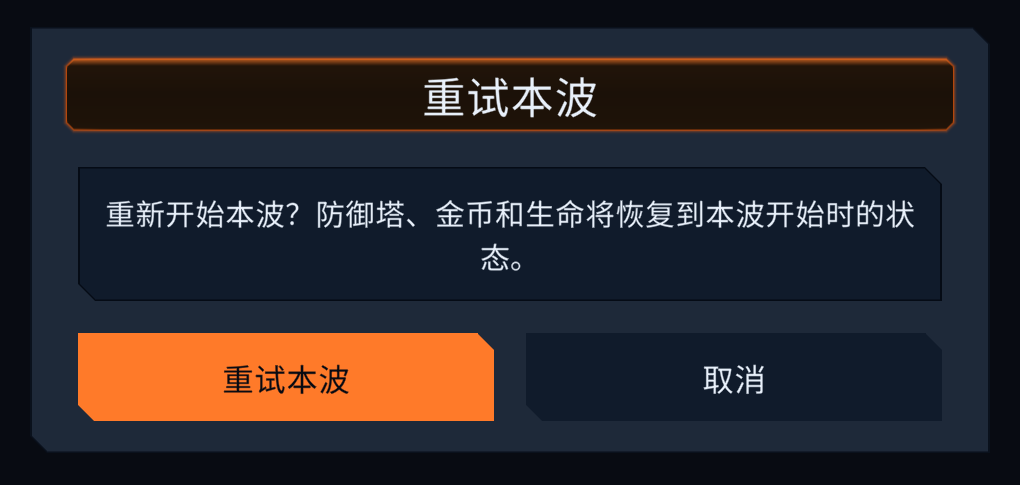 重试本波
重新开始本波？防御塔、金币和生命将恢复到本波开始时的状
态。
重试本波
取消